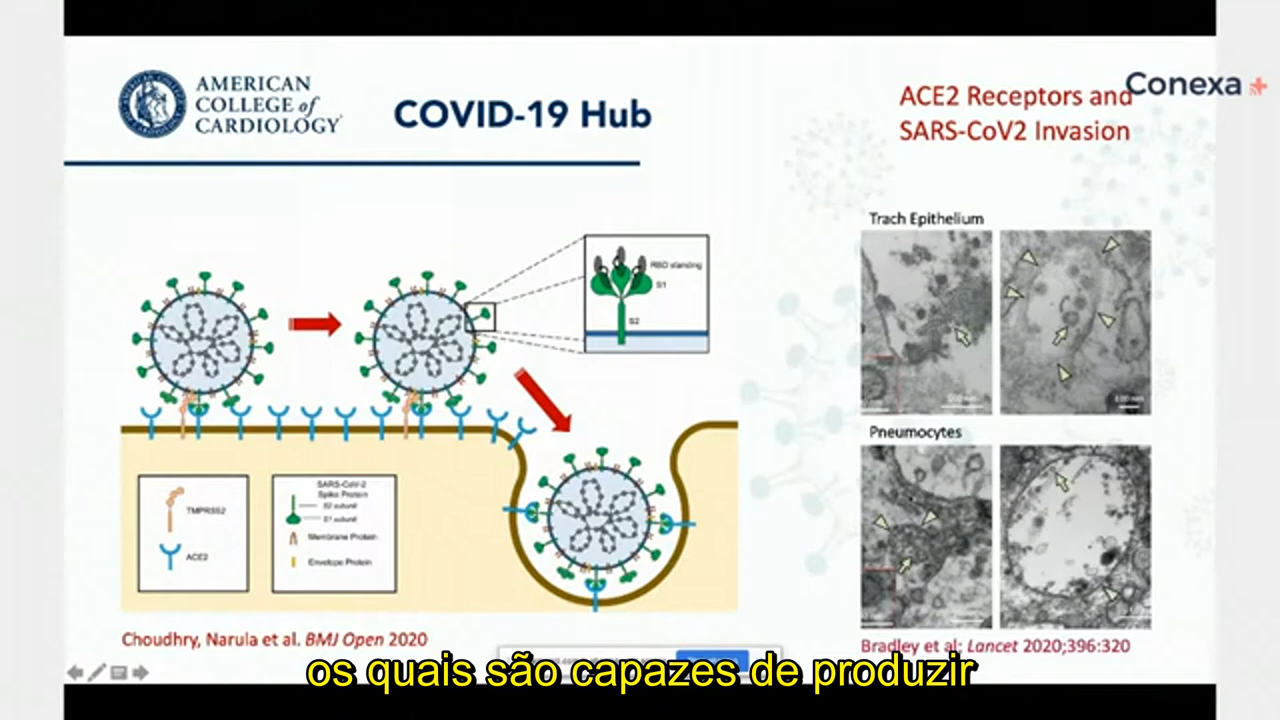 AMERICAN
COLLEGE of
CARDIOLOGY
COVID-19 Hub
ACE2 Receptors and
SARS-CoV2 Invasion
Conexa
RBD standing
S1
S2
Trach Epithelium
Pneumocytes
TMPRSS2
ACE2
SARS-CoV-2
Spike Protein
S2 subunit
S1 subunit
Membrane Protein
Envelope Protein
Choudhry, Narula et al. BMJ Open 2020
Bradley et al; Lancet 2020;396:320
os quais são capazes de produzir